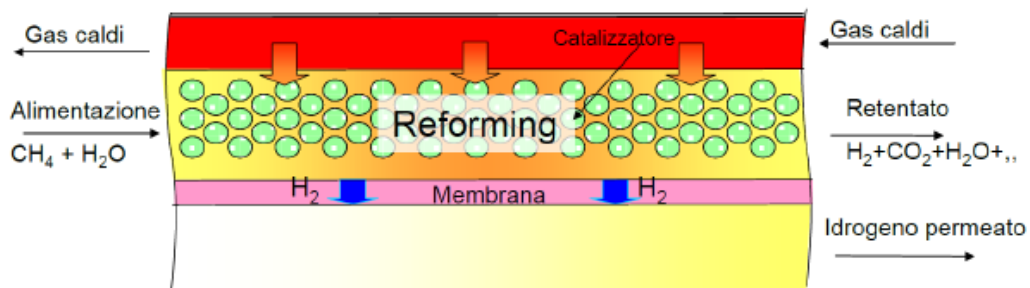 Gas caldi
Catalizzatore
Gas caldi
Alimentazione
CH₄ + H₂O
Reforming
Retentato
H₂+CO₂+H₂O+,,
H₂
Membrana
H₂
Idrogeno permeato